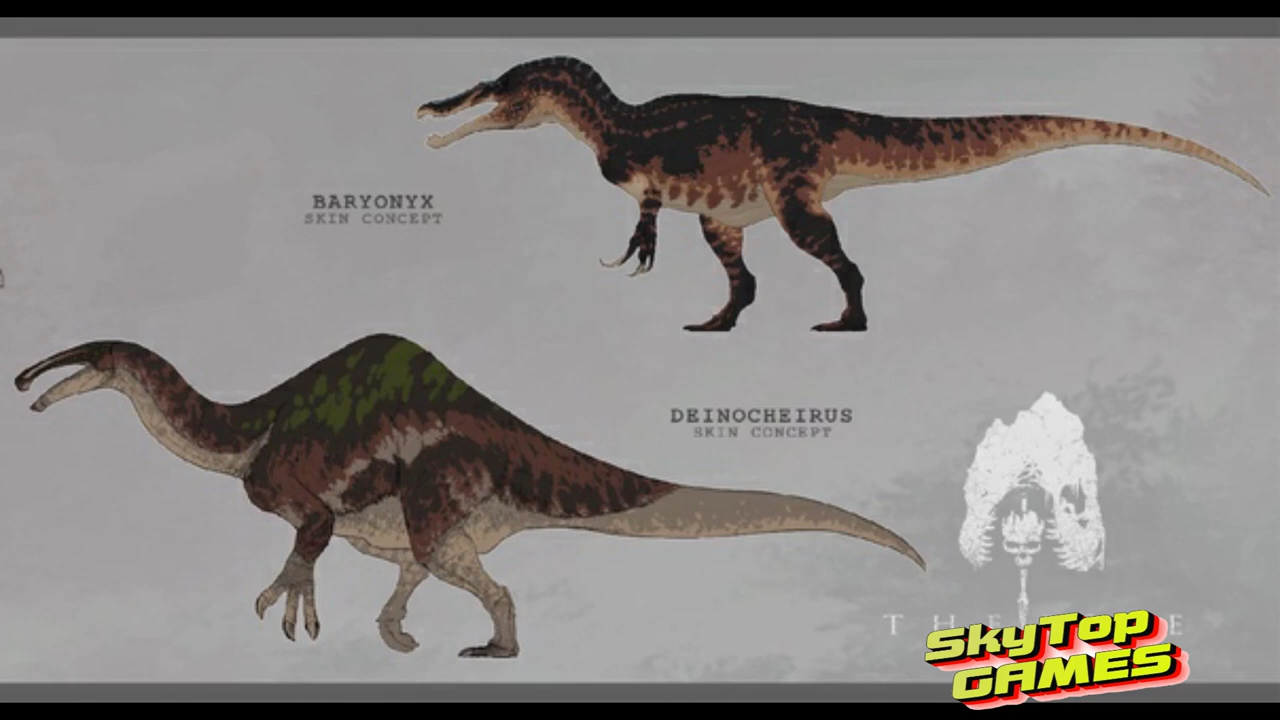 BARYONYX
SKIN CONCEPT
DEINOCHEIRUS
SKIN CONCEPT
SkyTop
GAMES